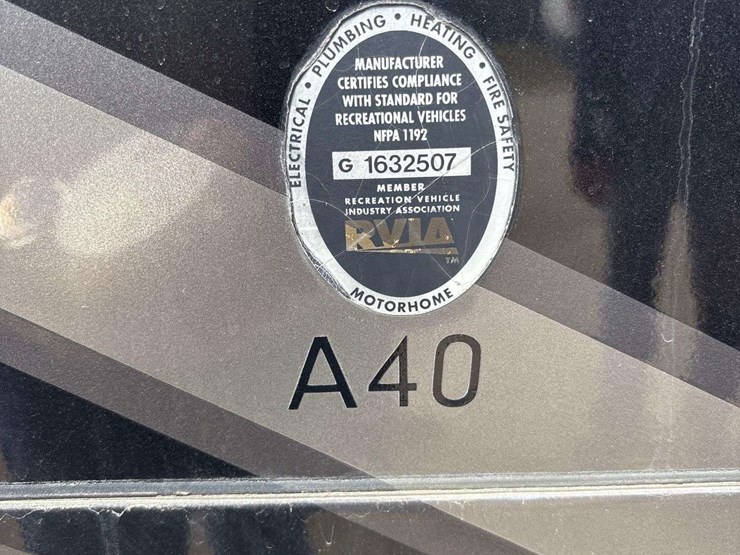 ELECTRICAL • PLUMBING • HEATING • FIRE SAFETY
MANUFACTURER
CERTIFIES COMPLIANCE
WITH STANDARD FOR
RECREATIONAL VEHICLES
NFPA 1192
G 1632507
MEMBER
RECREATION VEHICLE
INDUSTRY ASSOCIATION
RVIA
TM
MOTORHOME
A40